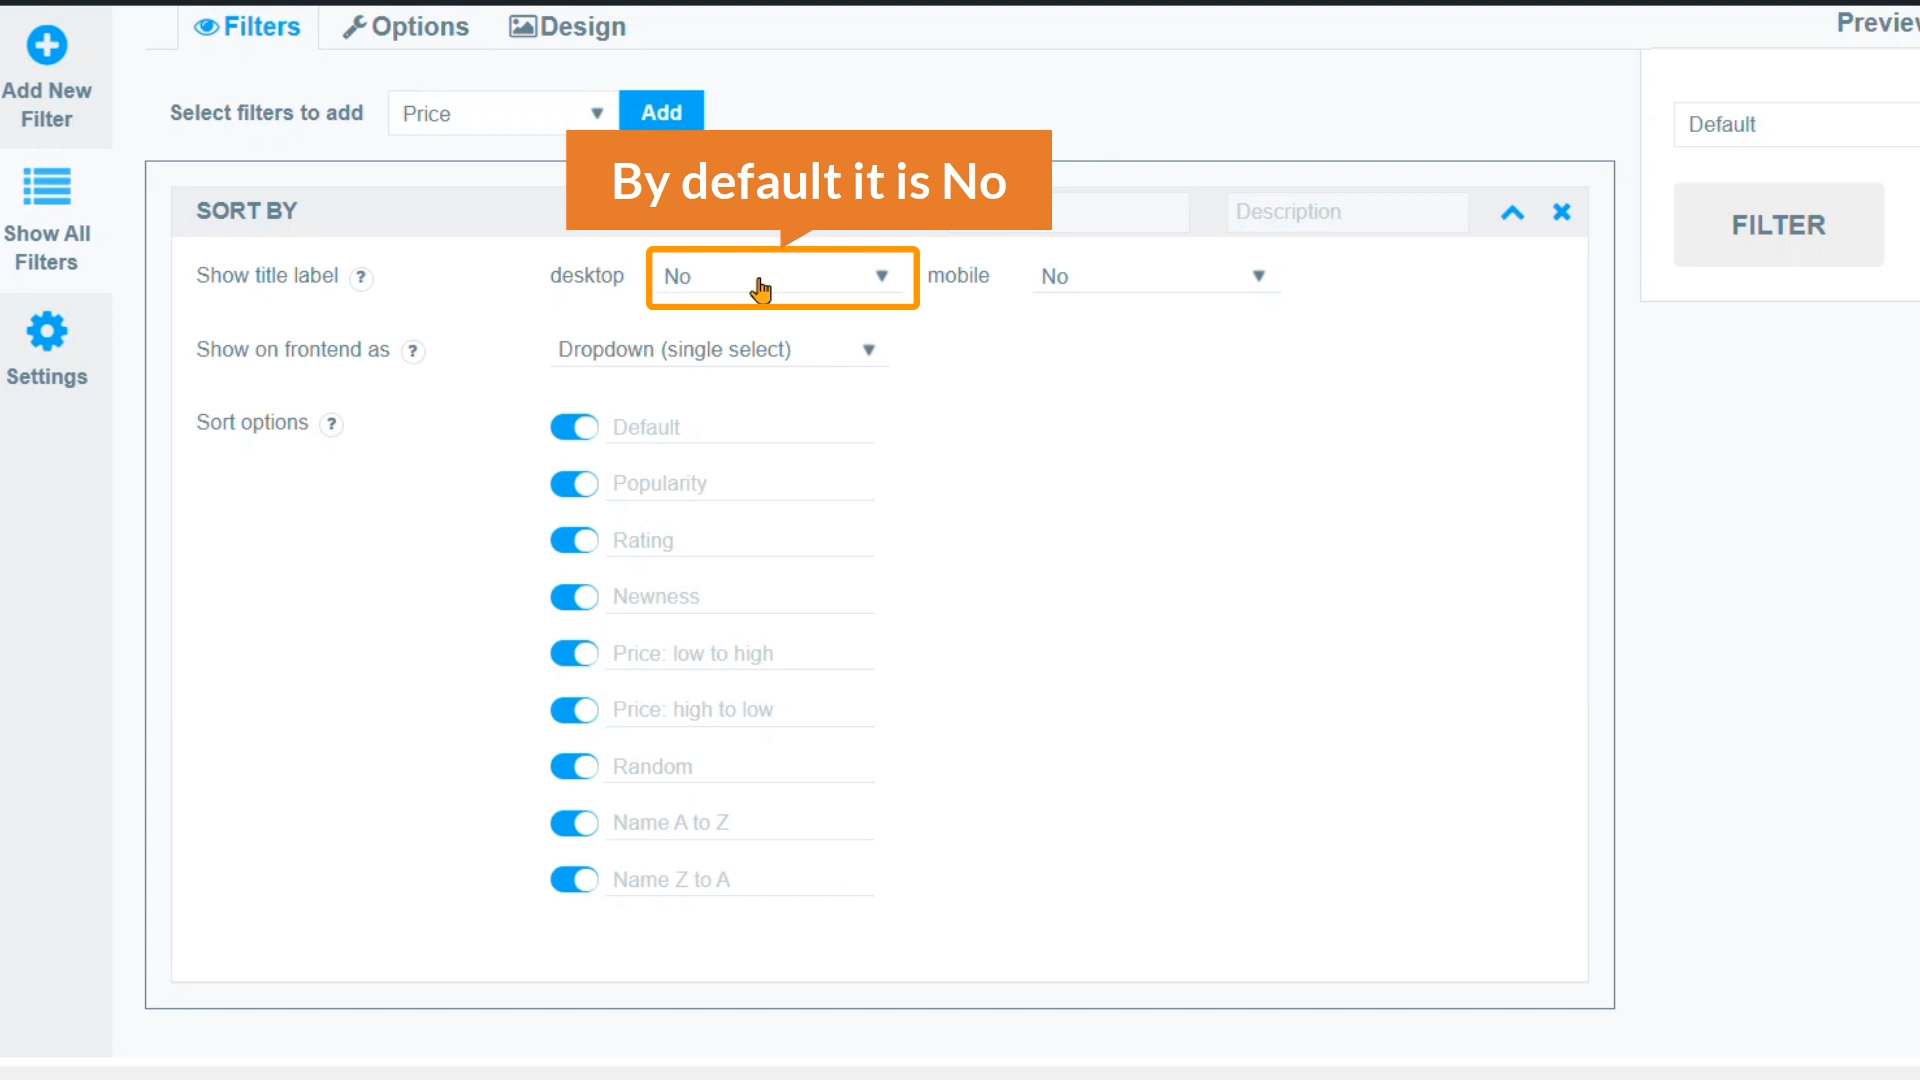 Filters
Options
Design
Add New
Filter
Select filters to add
Price
Add
Default
By default it is No
SORT BY
Description
FILTER
Show All
Filters
Show title label ?
desktop
No
mobile
No
Show on frontend as ?
Dropdown (single select)
Settings
Sort options ?
Default
Popularity
Rating
Newness
Price: low to high
Price: high to low
Random
Name A to Z
Name Z to A